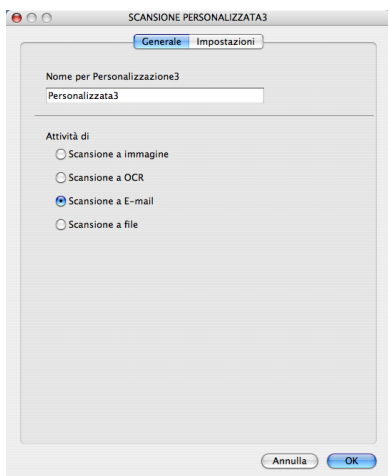 SCANSIONE PERSONALIZZATA3
Generale Impostazioni
Nome per Personalizzazione3
Personalizzata3
Attività di
Scansione a immagine
Scansione a OCR
Scansione a E-mail
Scansione a file
Annulla OK